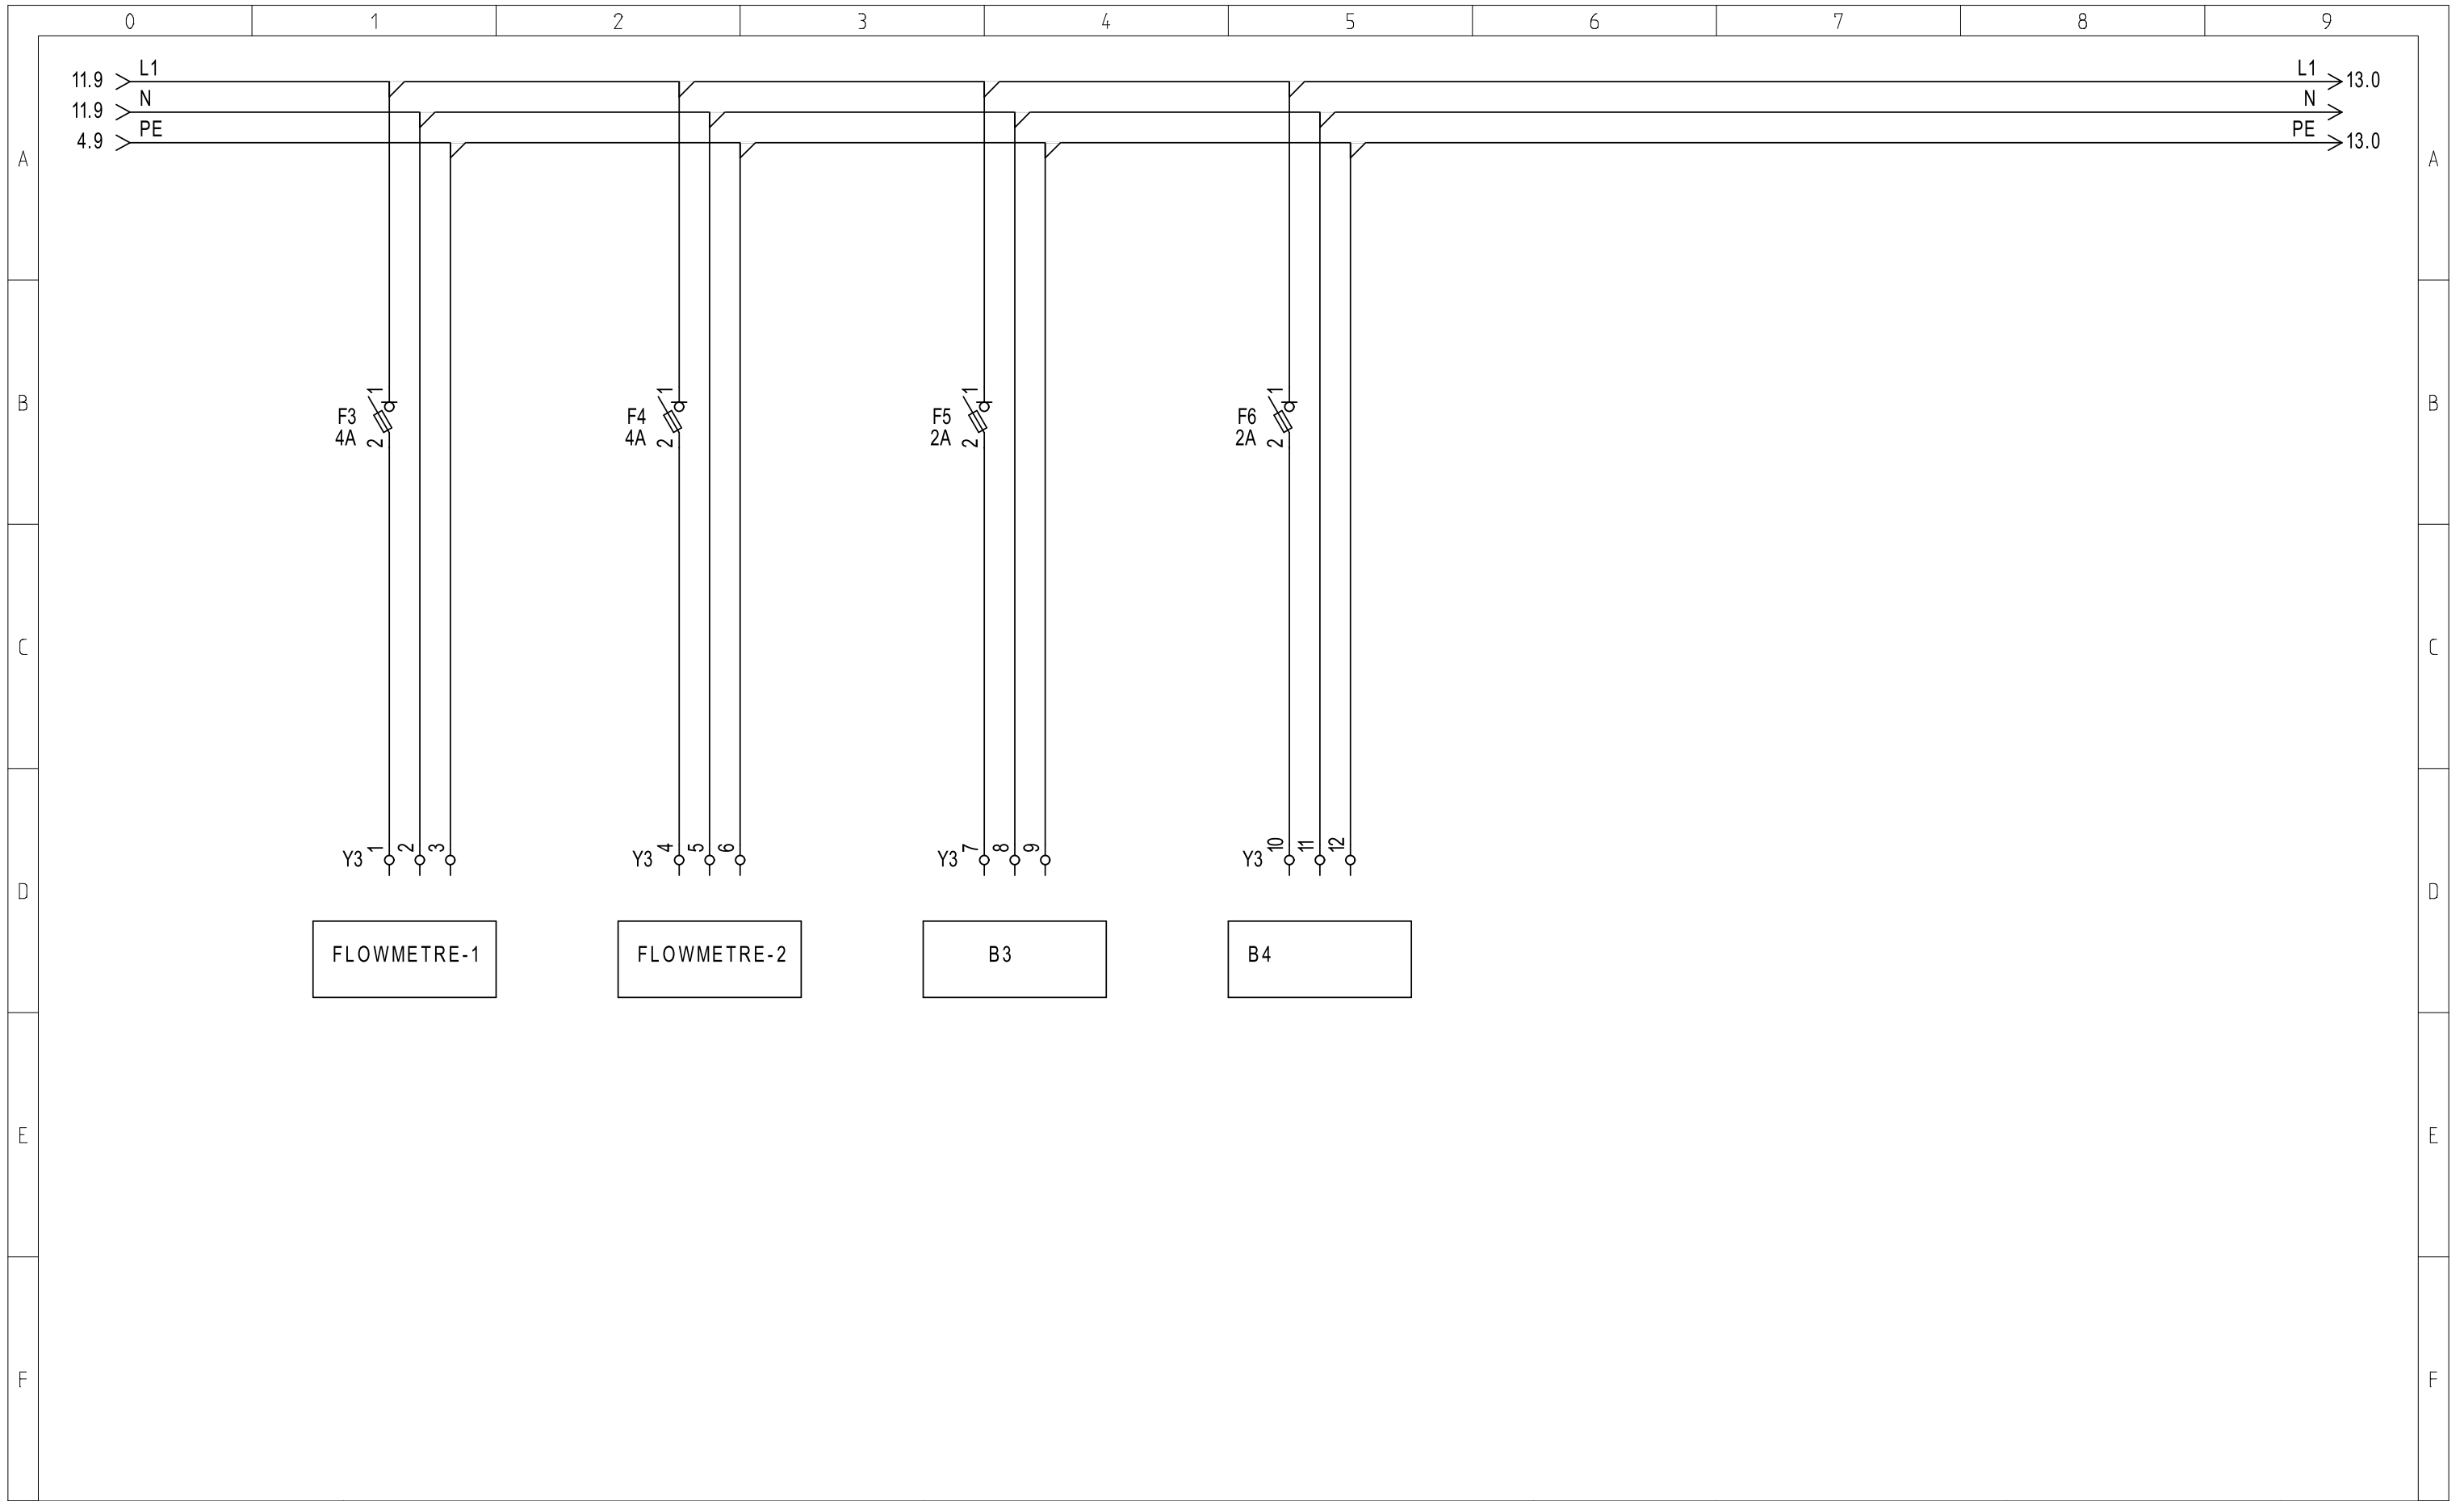 0 1 2 3 4 5 6 7 8 9
11.9 L1 L1 13.0
11.9 N N
4.9 PE PE 13.0
A A
1 1 1 1
B B
F3 F4 F5 F6
4A 2 4A 2 2A 2 2A 2
C C
Y3 1 2 3 Y3 4 5 6 Y3 7 8 9 Y3 10 11 12
D D
FLOWMETRE-1 FLOWMETRE-2 B3 B4
E E
F F